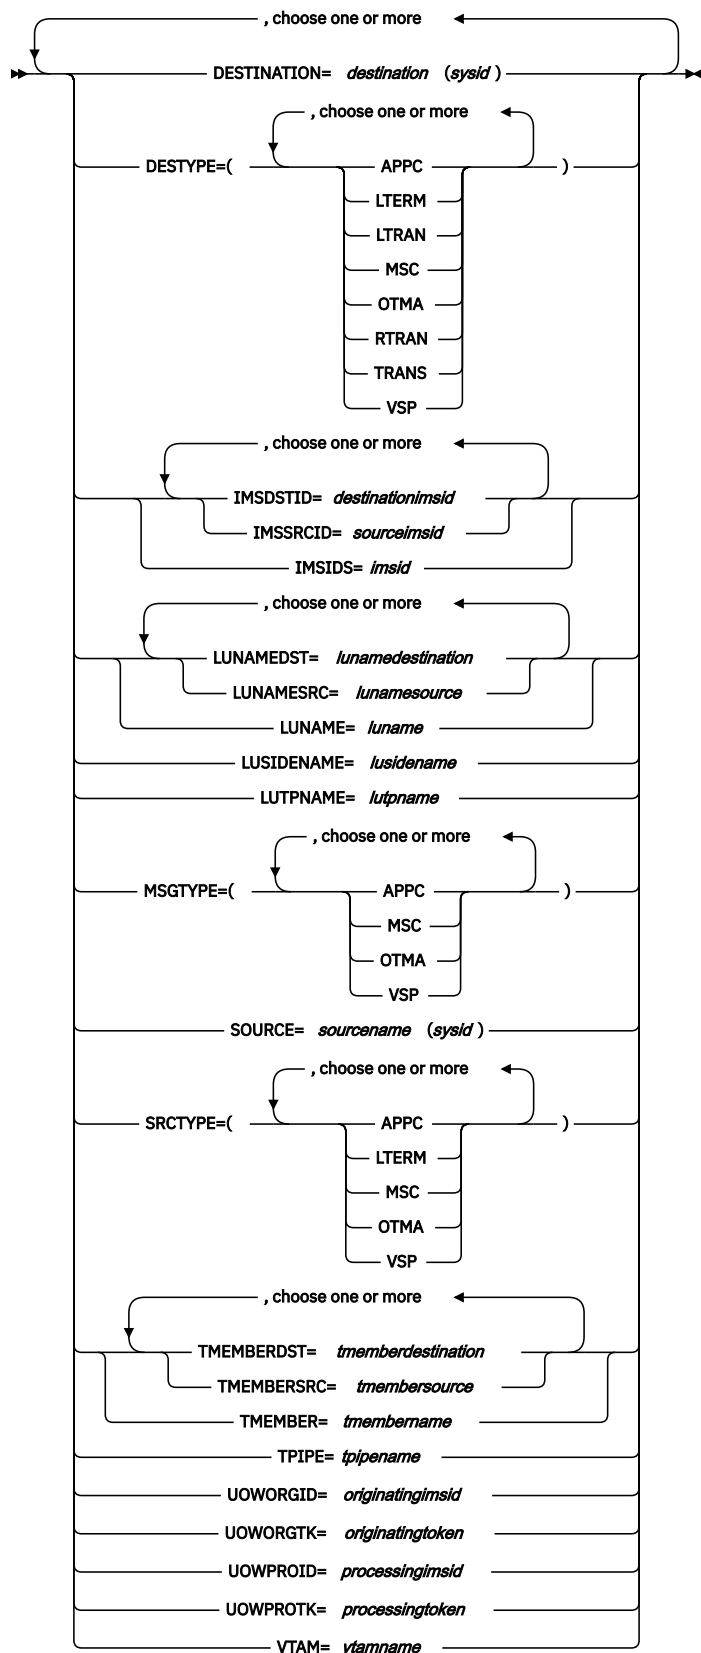 , choose one or more
DESTINATION= destination (sysid)
, choose one or more
DESTYPE=( APPC )
LTERM
LTRAN
MSC
OTMA
RTRAN
TRANS
VSP
, choose one or more
IMSDSTID= destinationimsid
IMSSRCID= sourceimsid
IMSIDS= imsid
, choose one or more
LUNAMEDST= lunamedestination
LUNAMESRC= lunamesource
LUNAME= luname
LUSIDENAME= lusidename
LUTPNAME= lutpname
, choose one or more
MSGTYPE=( APPC )
MSC
OTMA
VSP
SOURCE= sourcename (sysid)
, choose one or more
SRCTYPE=( APPC )
LTERM
MSC
OTMA
VSP
, choose one or more
TMEMBERDST= tmemberdestination
TMEMBERSRC= tmembersource
TMEMBER= tmembername
TPIPE= tpipename
UOWORGID= originatingimsid
UOWORGTK= originatingtoken
UOWPROID= processingimsid
UOWPROTK= processingtoken
VTAM= vtamname